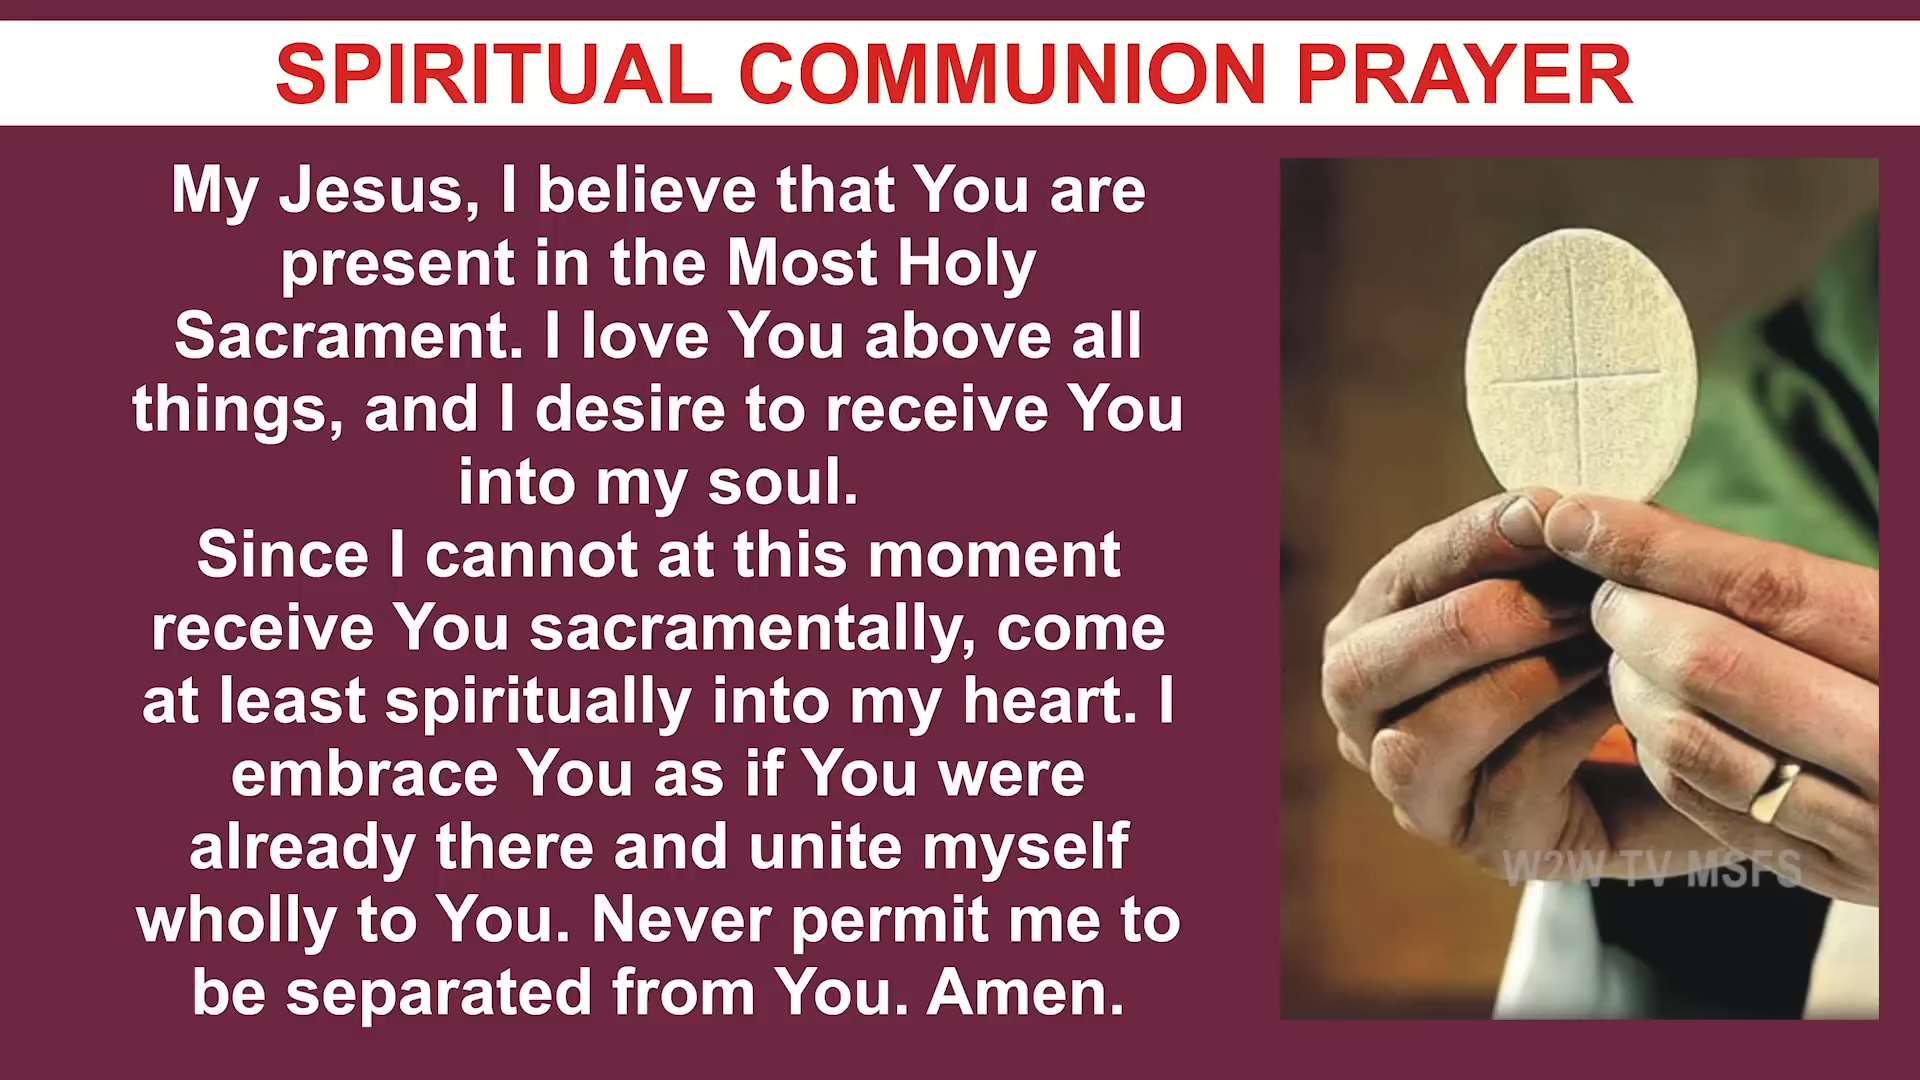 SPIRITUAL COMMUNION PRAYER
My Jesus, I believe that You are
present in the Most Holy
Sacrament. I love You above all
things, and I desire to receive You
into my soul.
Since I cannot at this moment
receive You sacramentally, come
at least spiritually into my heart. I
embrace You as if You were
already there and unite myself
wholly to You. Never permit me to
be separated from You. Amen.
W2W TV MSFS